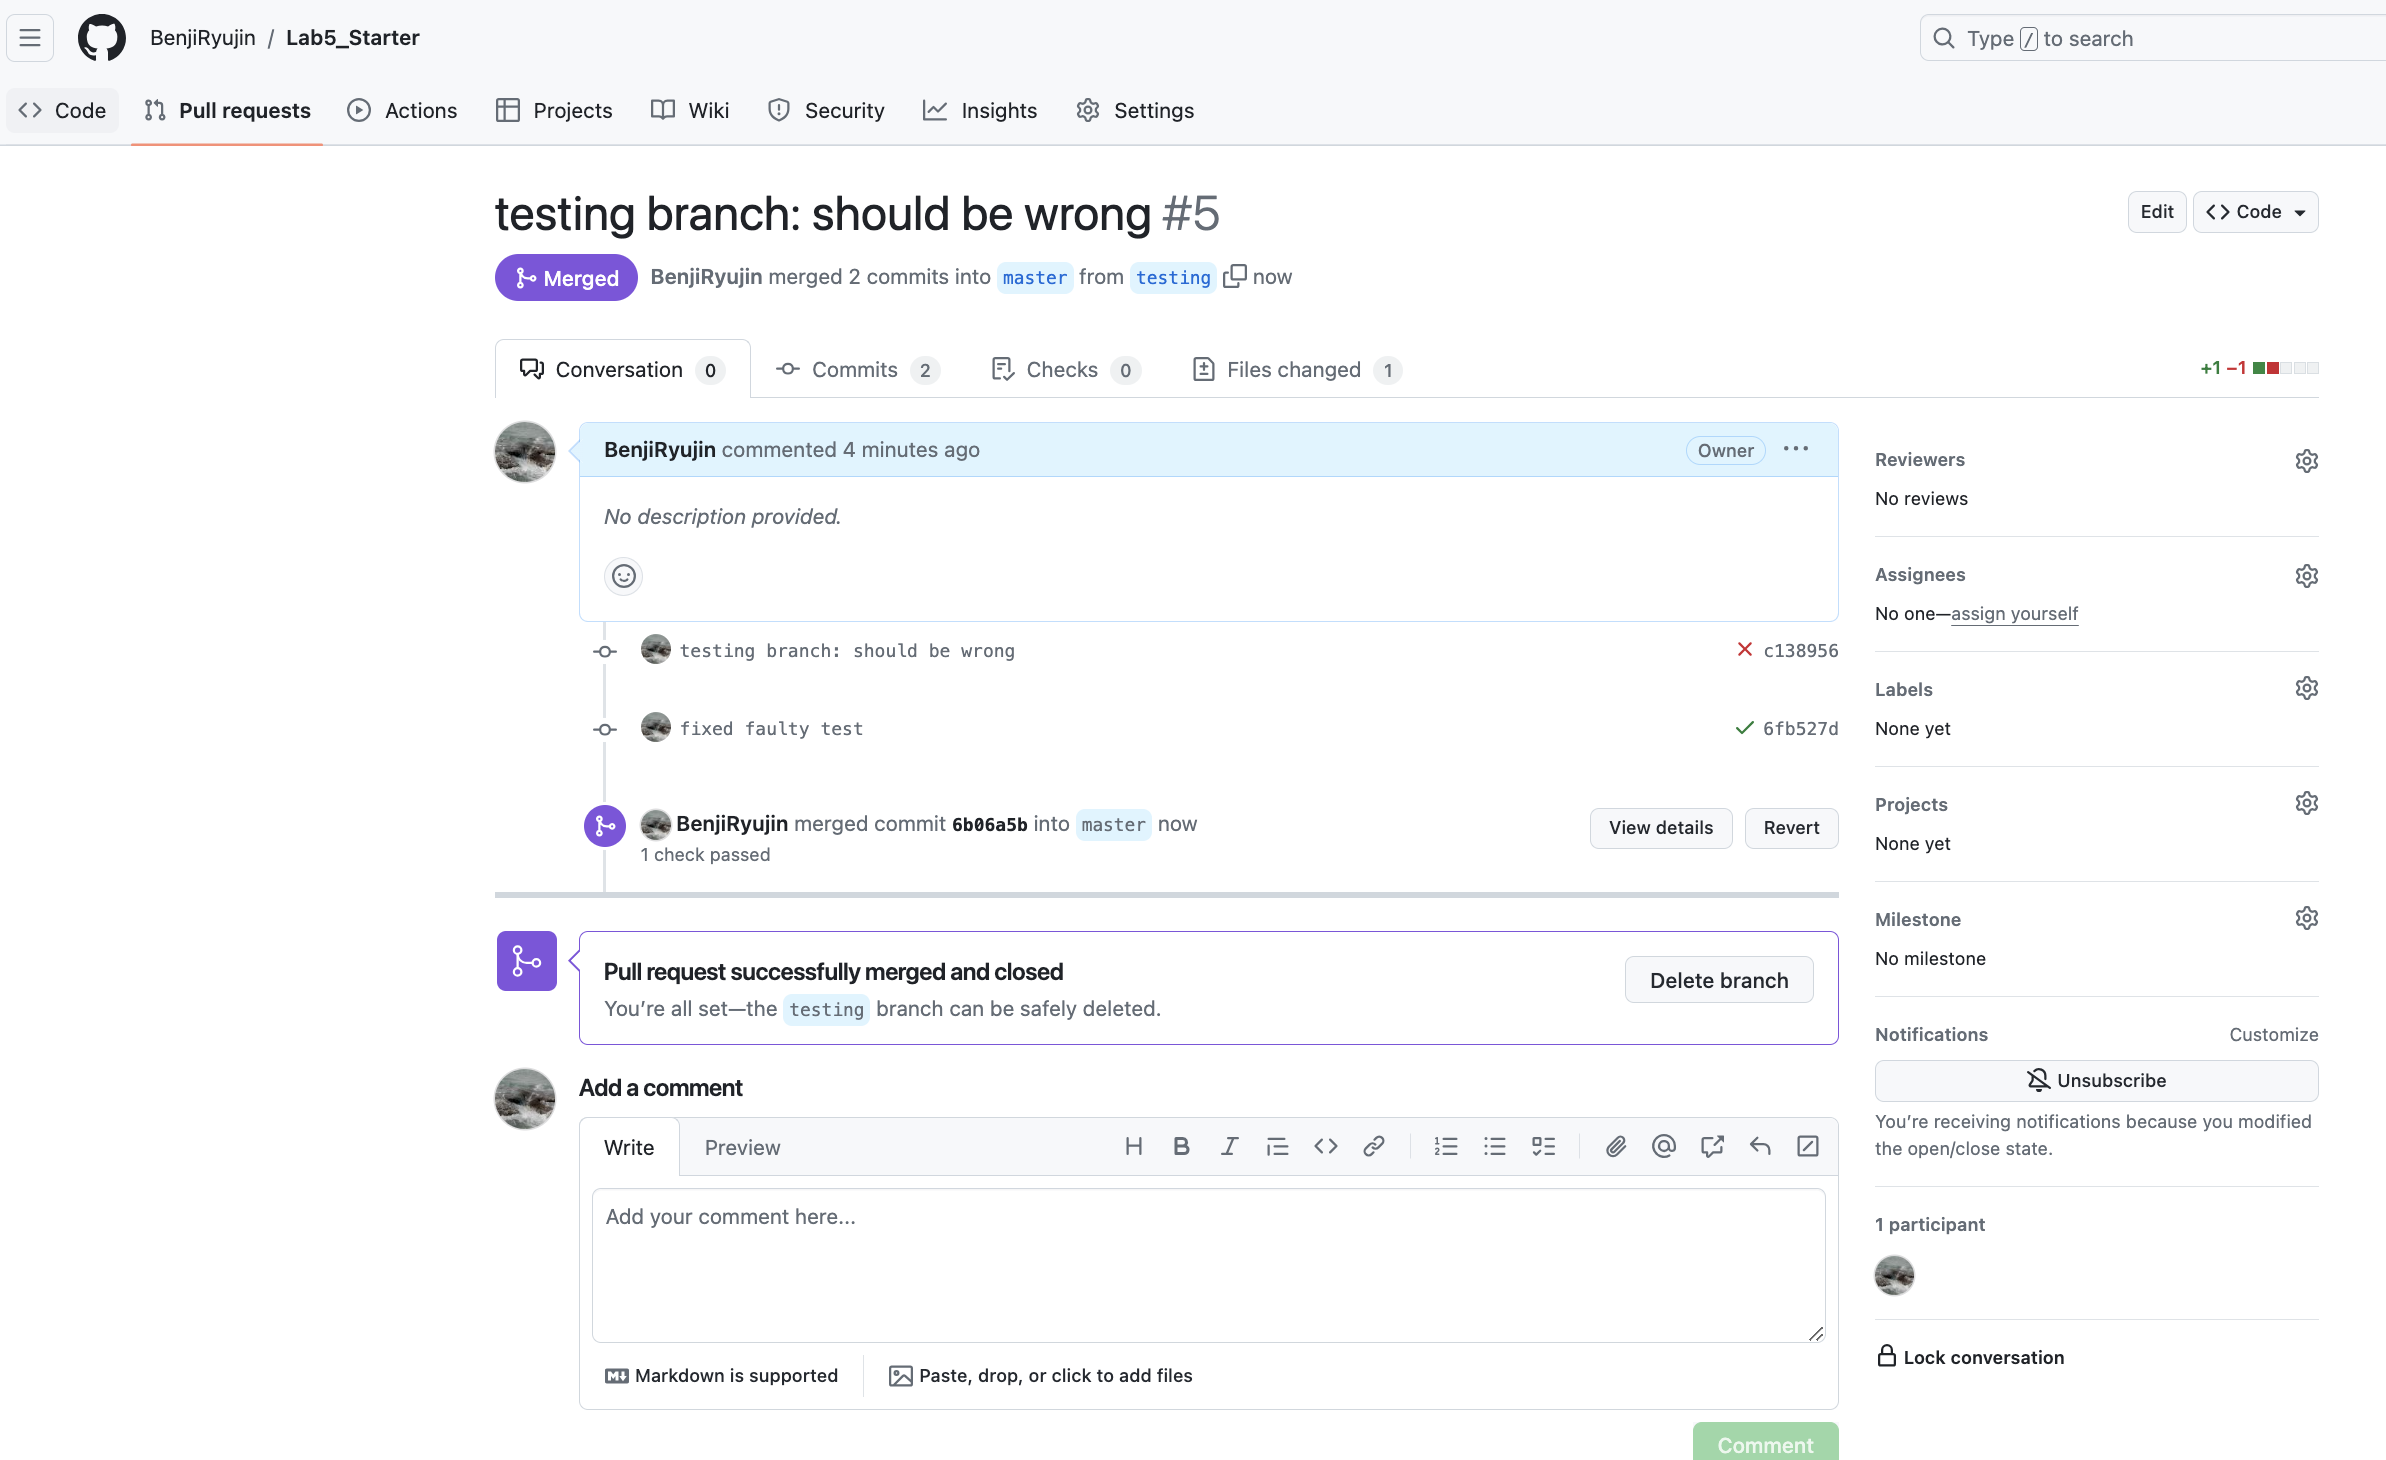 BenjiRyujin / Lab5_Starter
Type / to search
Code Pull requests Actions Projects Wiki Security Insights Settings
testing branch: should be wrong #5
Edit Code
Merged BenjiRyujin merged 2 commits into master from testing now
Conversation 0 Commits 2 Checks 0 Files changed 1
+1 −1
BenjiRyujin commented 4 minutes ago
Owner
No description provided.
testing branch: should be wrong
c138956
fixed faulty test
6fb527d
BenjiRyujin merged commit 6b06a5b into master now
1 check passed
View details Revert
Pull request successfully merged and closed
You’re all set—the testing branch can be safely deleted.
Delete branch
Add a comment
Write Preview
Add your comment here...
Markdown is supported
Paste, drop, or click to add files
Comment
Reviewers
No reviews
Assignees
No one—assign yourself
Labels
None yet
Projects
None yet
Milestone
No milestone
Notifications Customize
Unsubscribe
You’re receiving notifications because you modified
the open/close state.
1 participant
Lock conversation